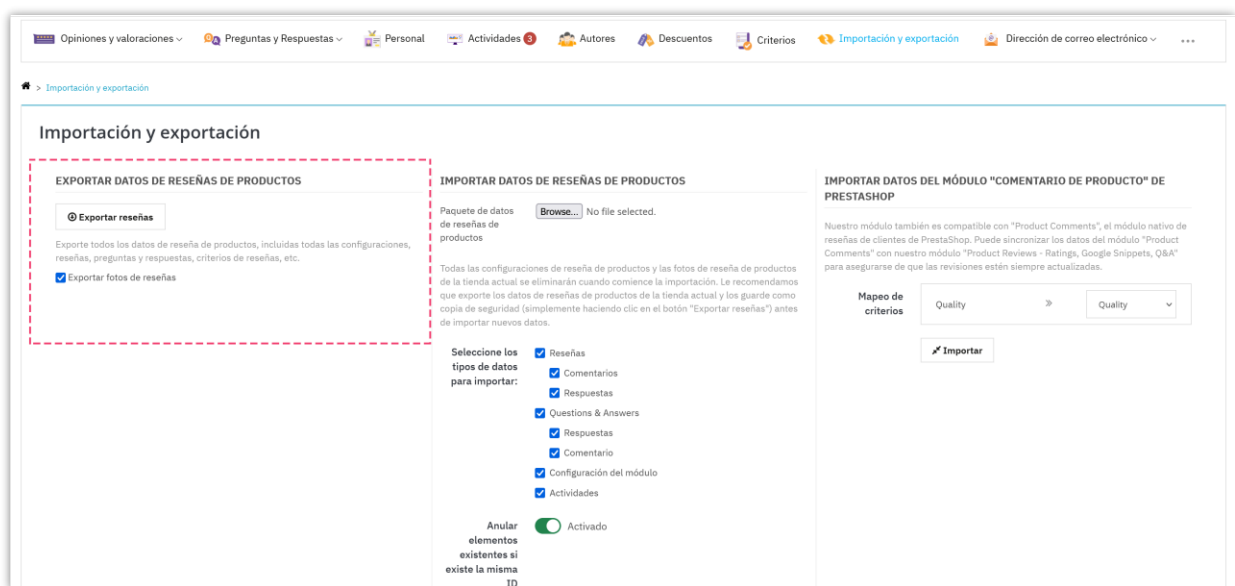 Opiniones y valoraciones
Preguntas y Respuestas
Personal
Actividades 3
Autores
Descuentos
Criterios
Importación y exportación
Dirección de correo electrónico
...
> Importación y exportación
Importación y exportación
EXPORTAR DATOS DE RESEÑAS DE PRODUCTOS
Exportar reseñas
Exporte todos los datos de reseña de productos, incluidas todas las configuraciones,
reseñas, preguntas y respuestas, criterios de reseñas, etc.
Exportar fotos de reseñas
IMPORTAR DATOS DE RESEÑAS DE PRODUCTOS
Paquete de datos
de reseñas de
productos
Browse... No file selected.
Todas las configuraciones de reseña de productos y las fotos de reseña de productos
de la tienda actual se eliminarán cuando comience la importación. Le recomendamos
que exporte los datos de reseñas de productos de la tienda actual y los guarde como
copia de seguridad (simplemente haciendo clic en el botón "Exportar reseñas") antes
de importar nuevos datos.
Seleccione los
tipos de datos
para importar:
Reseñas
Comentarios
Respuestas
Questions & Answers
Respuestas
Comentario
Configuración del módulo
Actividades
Anular
elementos
existentes si
existe la misma
ID
Activado
IMPORTAR DATOS DEL MÓDULO "COMENTARIO DE PRODUCTO" DE
PRESTASHOP
Nuestro módulo también es compatible con "Product Comments", el módulo nativo de
reseñas de clientes de PrestaShop. Puede sincronizar los datos del módulo "Product
Comments" con nuestro módulo "Product Reviews - Ratings, Google Snippets, Q&A"
para asegurarse de que las revisiones estén siempre actualizadas.
Mapeo de
criterios
Quality » Quality
Importar